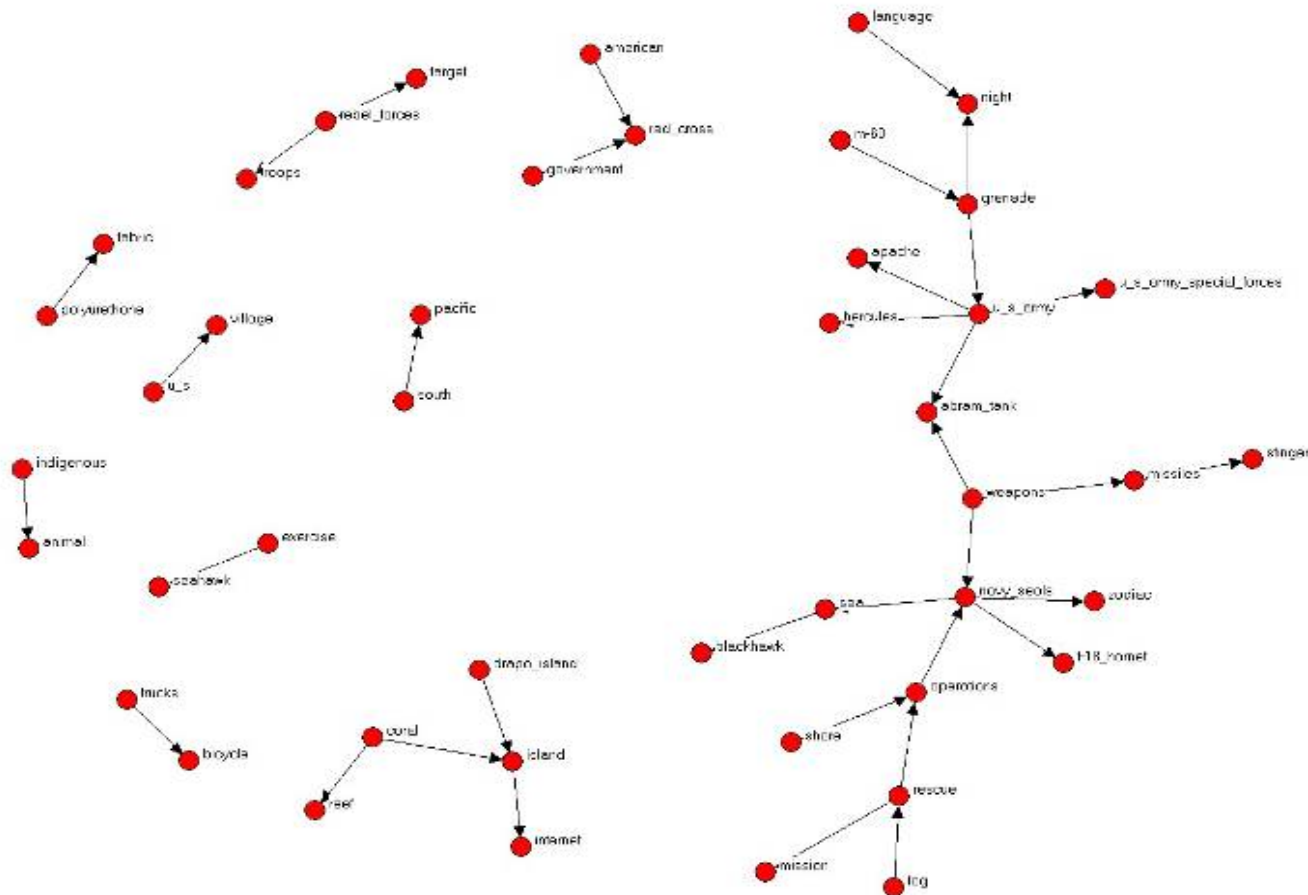 language
american
target
night
rebel_forces
red_cross
m-60
government
troops
grenade
fabric
apache
u_s_army_special_forces
polyurethane
village
pacific
hercules
u_s_army
u_s
south
abram_tank
stinger
indigenous
missiles
weapons
exercise
animal
seahawk
navy_seals
zodiac
sea
blackhawk
f-18_hornet
drapo_island
trucks
operations
coral
shore
bicycle
island
reef
rescue
internet
mission